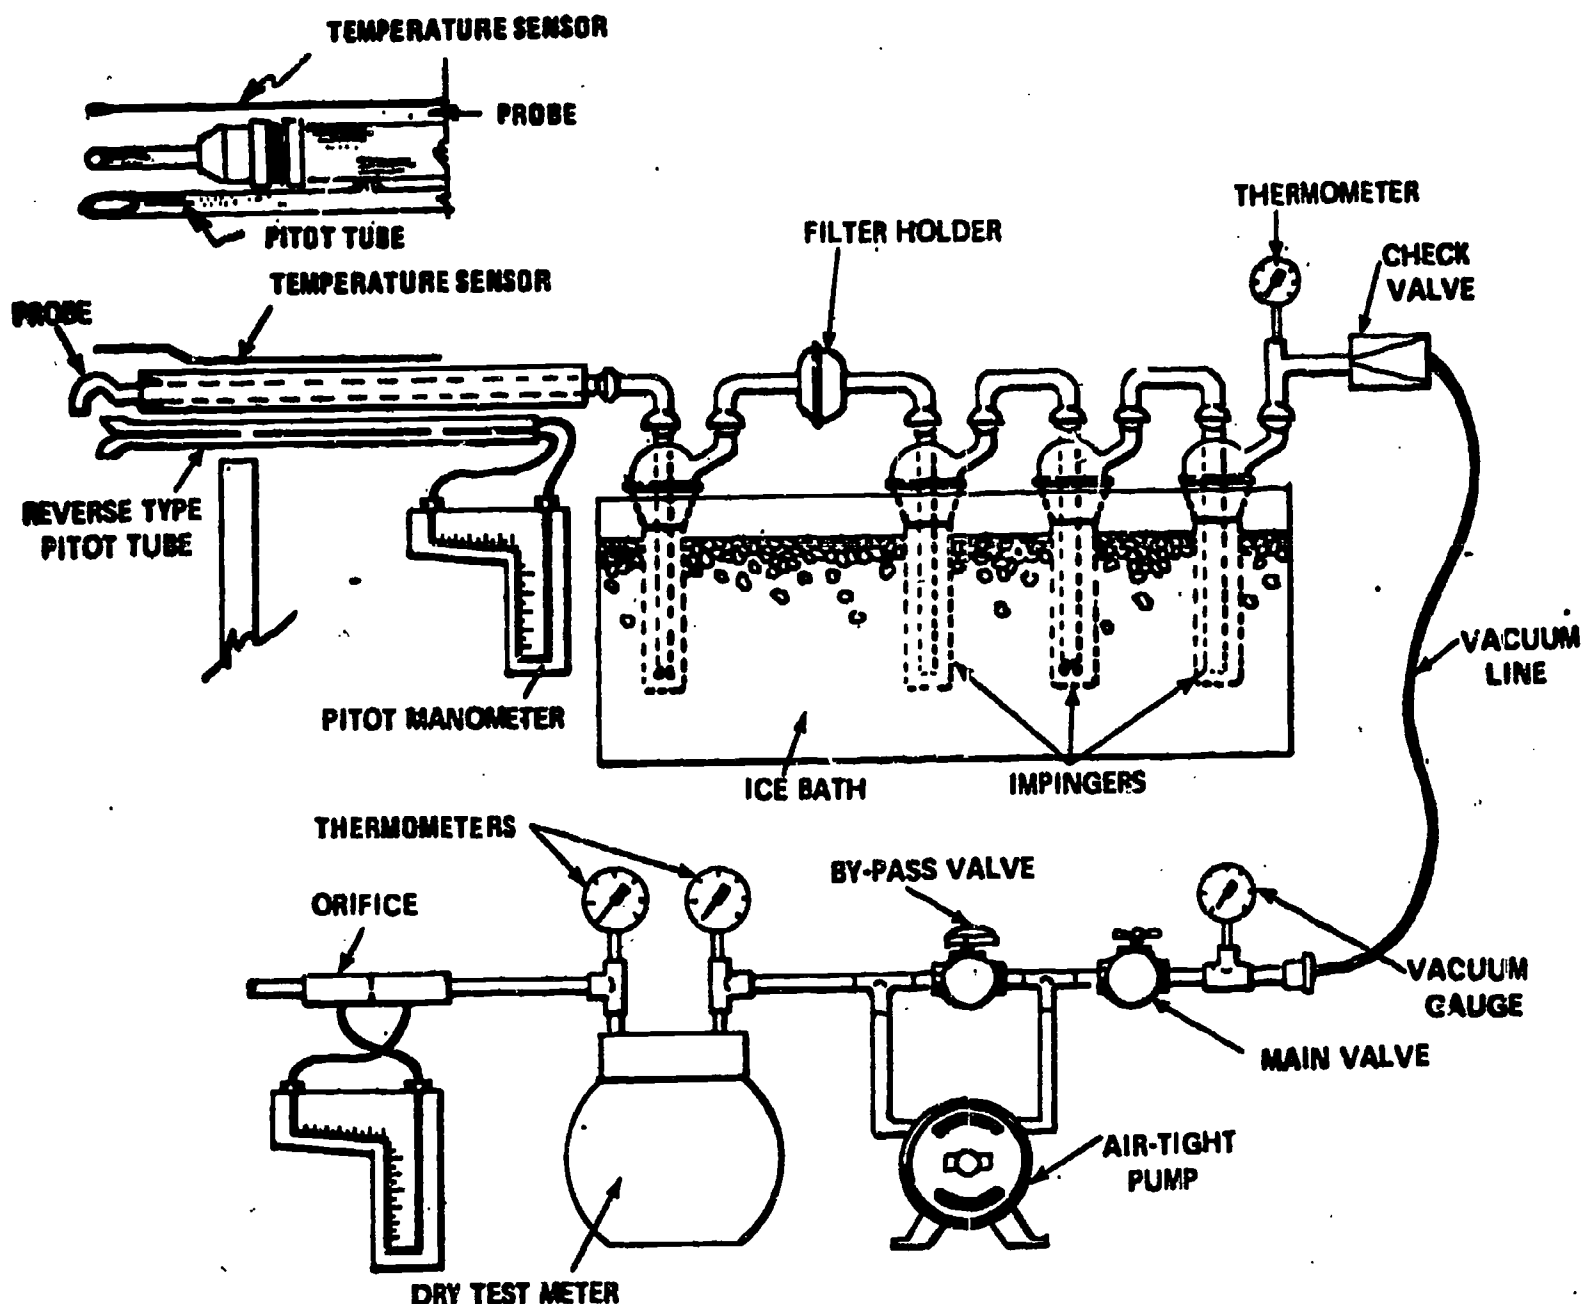 TEMPERATURE SENSOR
PROBE
PITOT TUBE
TEMPERATURE SENSOR
PROBE
REVERSE TYPE
PITOT TUBE
PITOT MANOMETER
FILTER HOLDER
THERMOMETER
CHECK
VALVE
VACUUM
LINE
ICE BATH
IMPINGERS
THERMOMETERS
ORIFICE
BY-PASS VALVE
VACUUM
GAUGE
MAIN VALVE
AIR-TIGHT
PUMP
DRY TEST METER